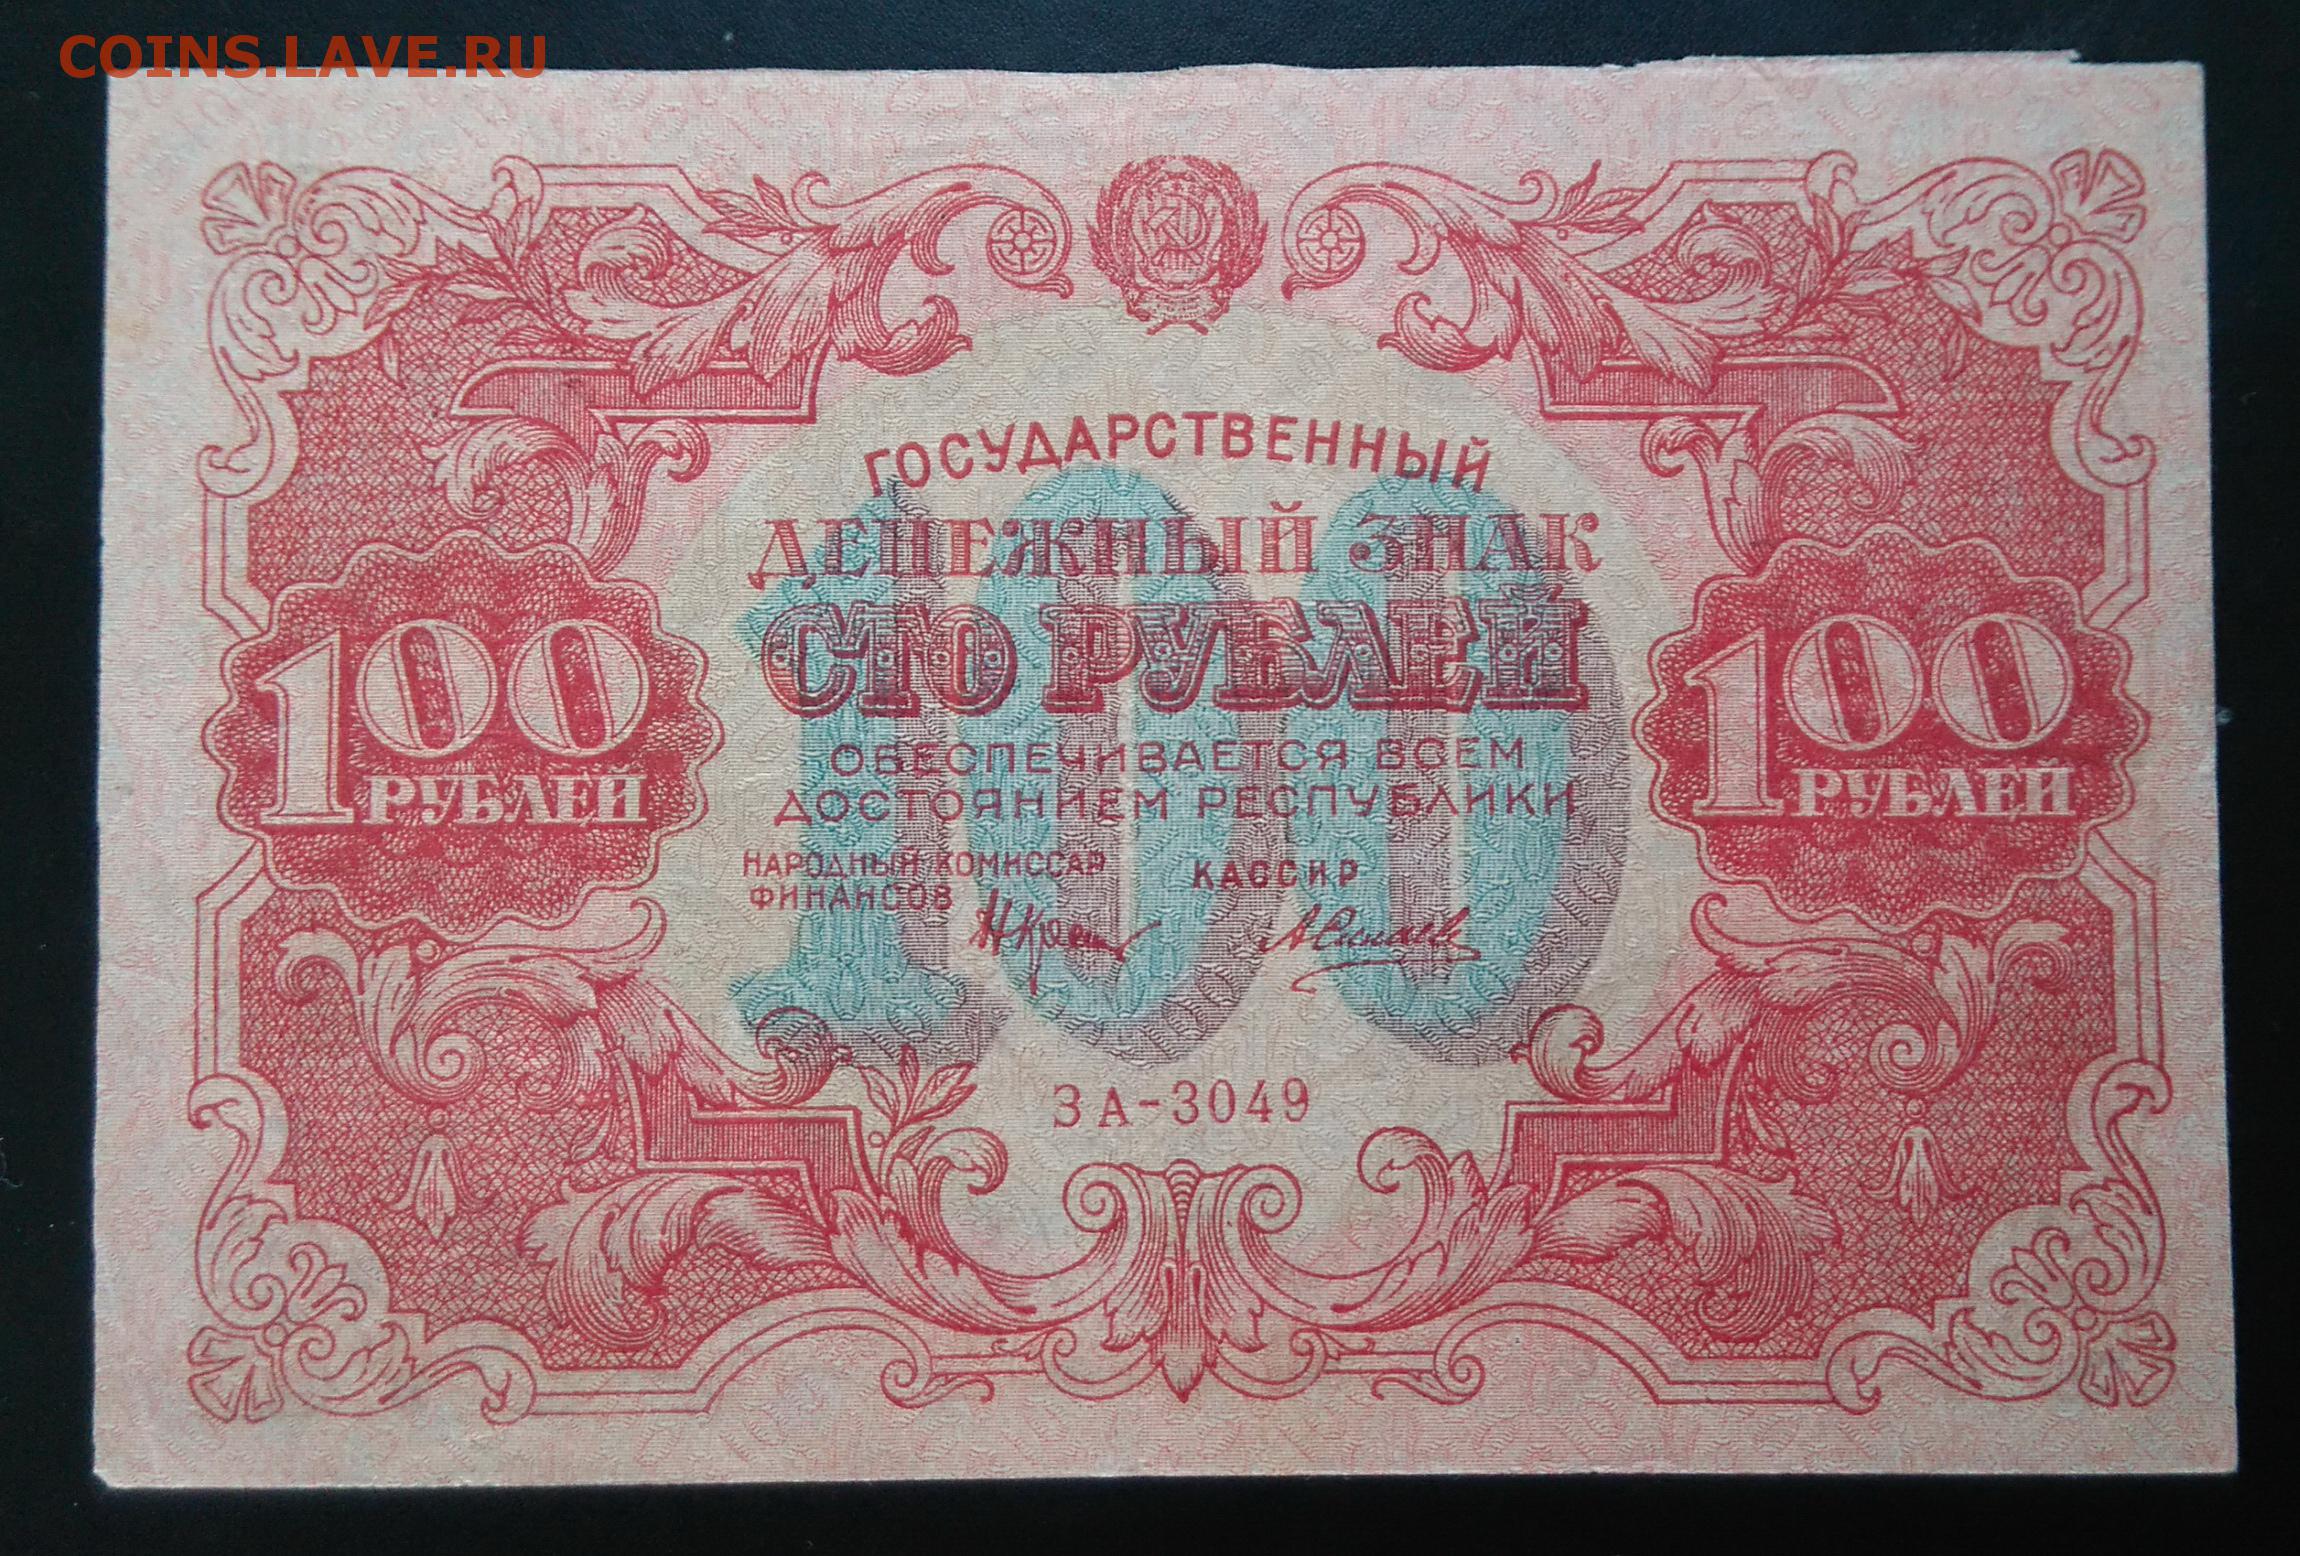 COINS.LAVE.RU
ГОСУДАРСТВЕННЫЙ
ДЕНЕЖНЫЙ ЗНАК
СТО РУБЛЕЙ
100
100 РУБЛЕЙ
100 РУБЛЕЙ
ОБЕСПЕЧИВАЕТСЯ ВСЕМ
ДОСТОЯНИЕМ РЕСПУБЛИКИ
НАРОДНЫЙ КОМИССАР
ФИНАНСОВ
КАССИР
ЗА-3049